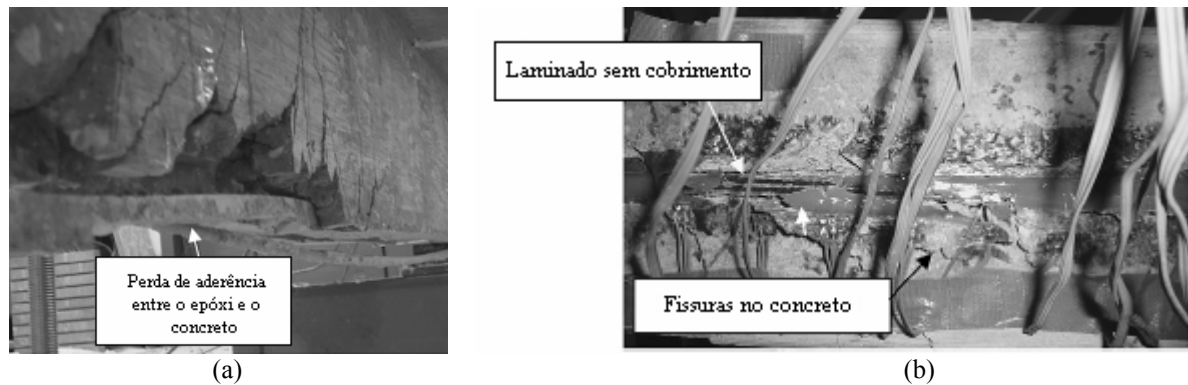 Perda de aderência
entre o epóxi e o
concreto
(a)
Laminado sem cobrimento
Fissuras no concreto
(b)